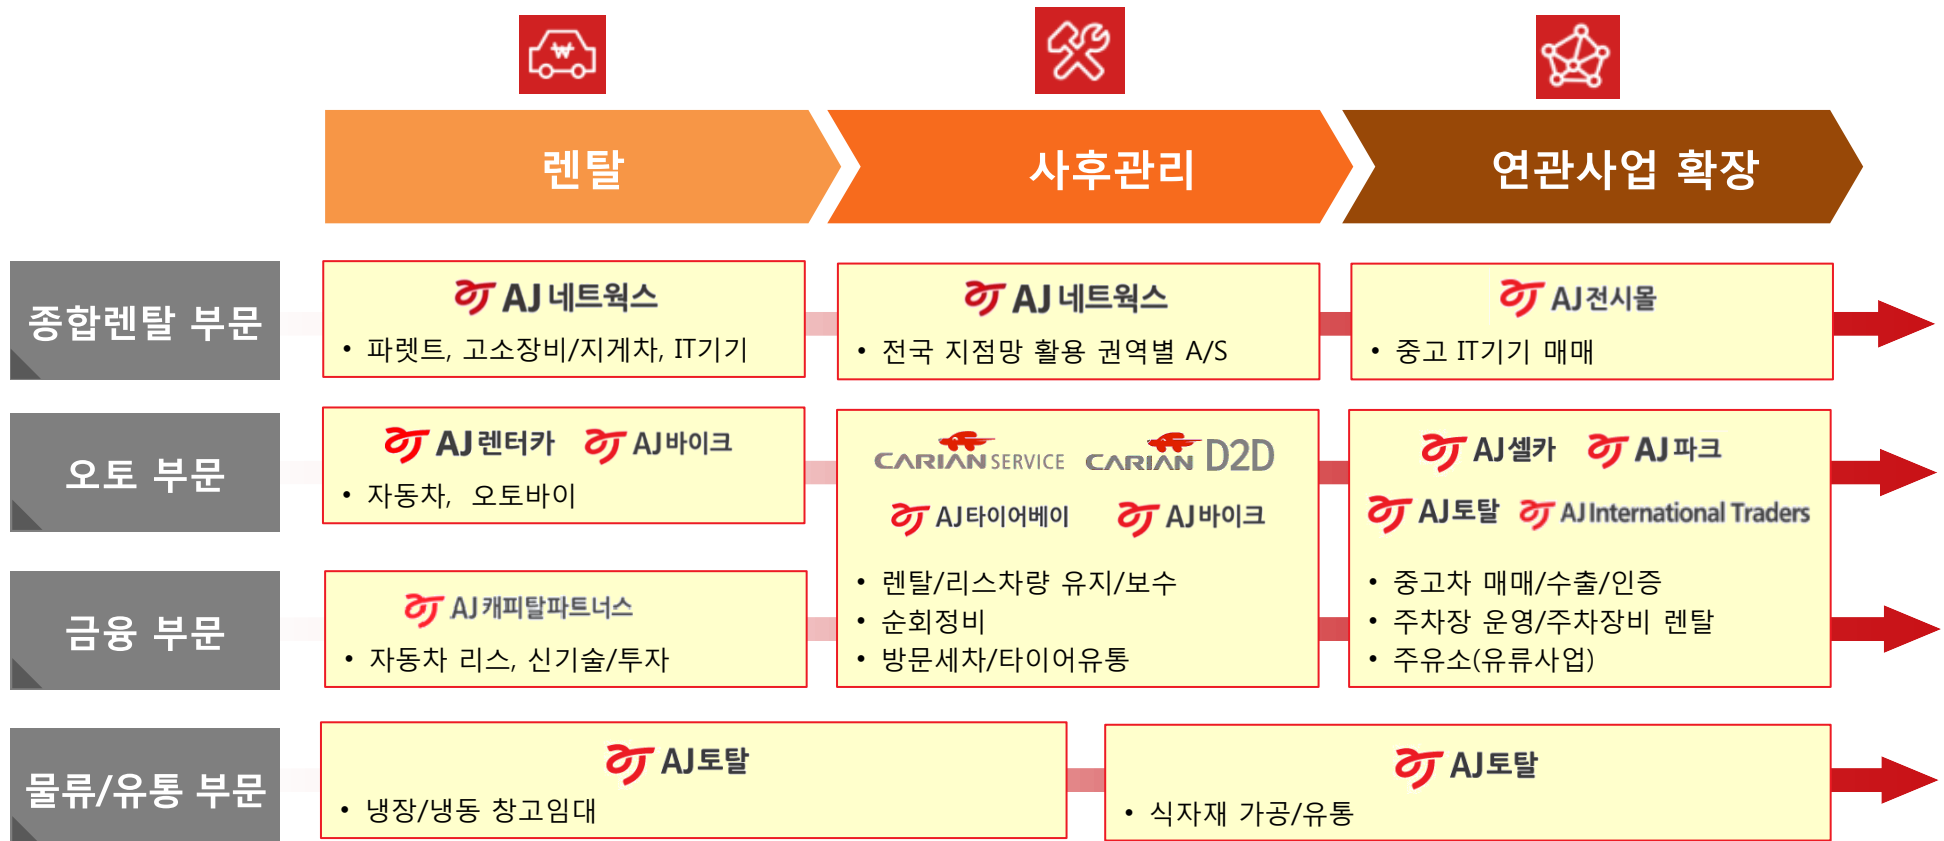 ₩
렌탈
사후관리
연관사업 확장
종합렌탈 부문
AJ네트웍스
• 파렛트, 고소장비/지게차, IT기기
AJ네트웍스
• 전국 지점망 활용 권역별 A/S
AJ전시몰
• 중고 IT기기 매매
오토 부문
AJ렌터카 AJ바이크
• 자동차, 오토바이
CARIAN SERVICE CARIAN D2D
AJ타이어베이 AJ바이크
• 렌탈/리스차량 유지/보수
• 순회정비
• 방문세차/타이어유통
AJ셀카 AJ파크
AJ토탈 AJ International Traders
• 중고차 매매/수출/인증
• 주차장 운영/주차장비 렌탈
• 주유소(유류사업)
금융 부문
AJ캐피탈파트너스
• 자동차 리스, 신기술/투자
물류/유통 부문
AJ토탈
• 냉장/냉동 창고임대
AJ토탈
• 식자재 가공/유통